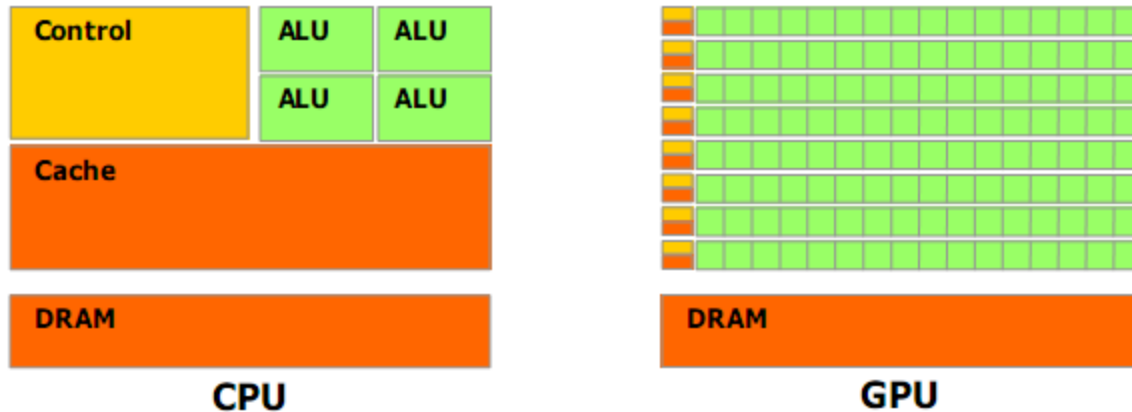 Control
ALU ALU
ALU ALU
Cache
DRAM
CPU
DRAM
GPU